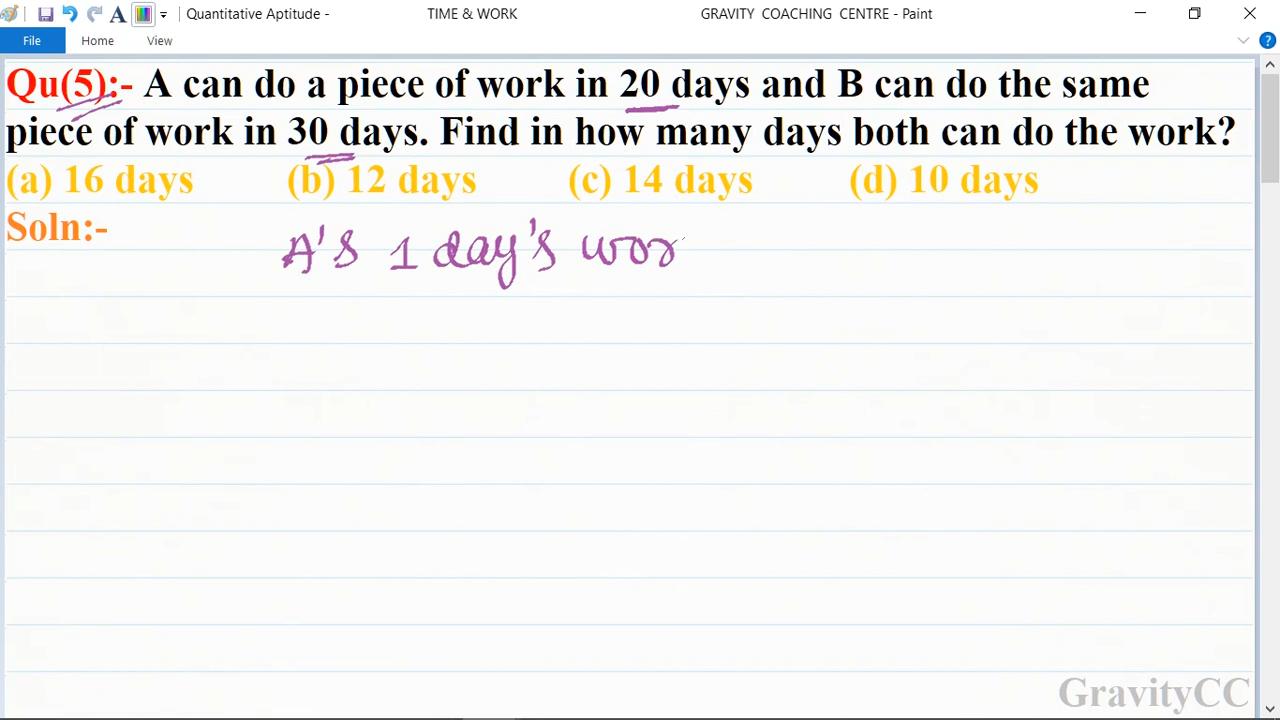 Quantitative Aptitude - TIME & WORK GRAVITY COACHING CENTRE - Paint
File Home View
Qu(5):- A can do a piece of work in 20 days and B can do the same
piece of work in 30 days. Find in how many days both can do the work?
(a) 16 days (b) 12 days (c) 14 days (d) 10 days
Soln:- A's 1 day's wor
GravityCC